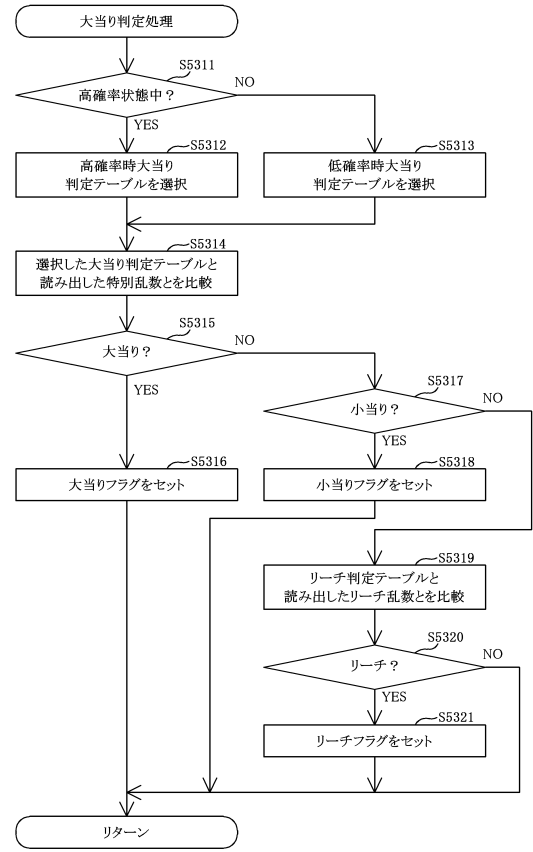 大当り判定処理
S5311
高確率状態中？
NO
YES
S5312
高確率時大当り
判定テーブルを選択
S5313
低確率時大当り
判定テーブルを選択
S5314
選択した大当り判定テーブルと
読み出した特別乱数とを比較
S5315
大当り？
NO
YES
S5317
小当り？
NO
YES
S5316
大当りフラグをセット
S5318
小当りフラグをセット
S5319
リーチ判定テーブルと
読み出したリーチ乱数とを比較
S5320
リーチ？
NO
YES
S5321
リーチフラグをセット
リターン